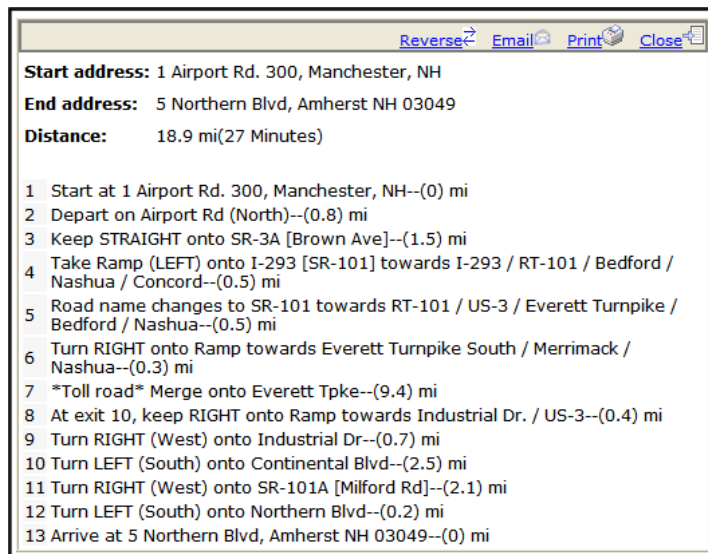 Reverse Email Print Close
Start address: 1 Airport Rd. 300, Manchester, NH
End address: 5 Northern Blvd, Amherst NH 03049
Distance: 18.9 mi(27 Minutes)
1 Start at 1 Airport Rd. 300, Manchester, NH--(0) mi
2 Depart on Airport Rd (North)--(0.8) mi
3 Keep STRAIGHT onto SR-3A [Brown Ave]--(1.5) mi
4 Take Ramp (LEFT) onto I-293 [SR-101] towards I-293 / RT-101 / Bedford /
Nashua / Concord--(0.5) mi
5 Road name changes to SR-101 towards RT-101 / US-3 / Everett Turnpike /
Bedford / Nashua--(0.5) mi
6 Turn RIGHT onto Ramp towards Everett Turnpike South / Merrimack /
Nashua--(0.3) mi
7 *Toll road* Merge onto Everett Tpke--(9.4) mi
8 At exit 10, keep RIGHT onto Ramp towards Industrial Dr. / US-3--(0.4) mi
9 Turn RIGHT (West) onto Industrial Dr--(0.7) mi
10 Turn LEFT (South) onto Continental Blvd--(2.5) mi
11 Turn RIGHT (West) onto SR-101A [Milford Rd]--(2.1) mi
12 Turn LEFT (South) onto Northern Blvd--(0.2) mi
13 Arrive at 5 Northern Blvd, Amherst NH 03049--(0) mi